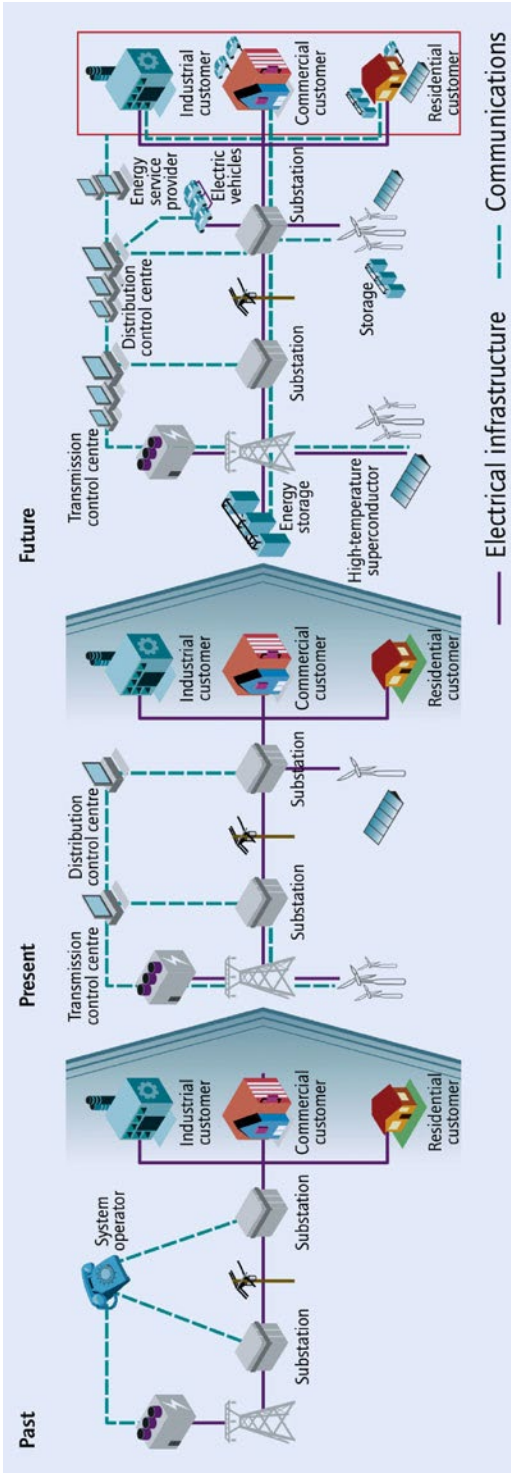 Past
System
operator
Substation
Substation
Industrial
customer
Commercial
customer
Residential
customer
Present
Transmission
control centre
Distribution
control centre
Substation
Substation
Industrial
customer
Commercial
customer
Residential
customer
Future
Transmission
control centre
Distribution
control centre
Energy
service
provider
Electric
vehicles
Energy
storage
Substation
Substation
Storage
High-temperature
superconductor
Industrial
customer
Commercial
customer
Residential
customer
Electrical infrastructure
Communications